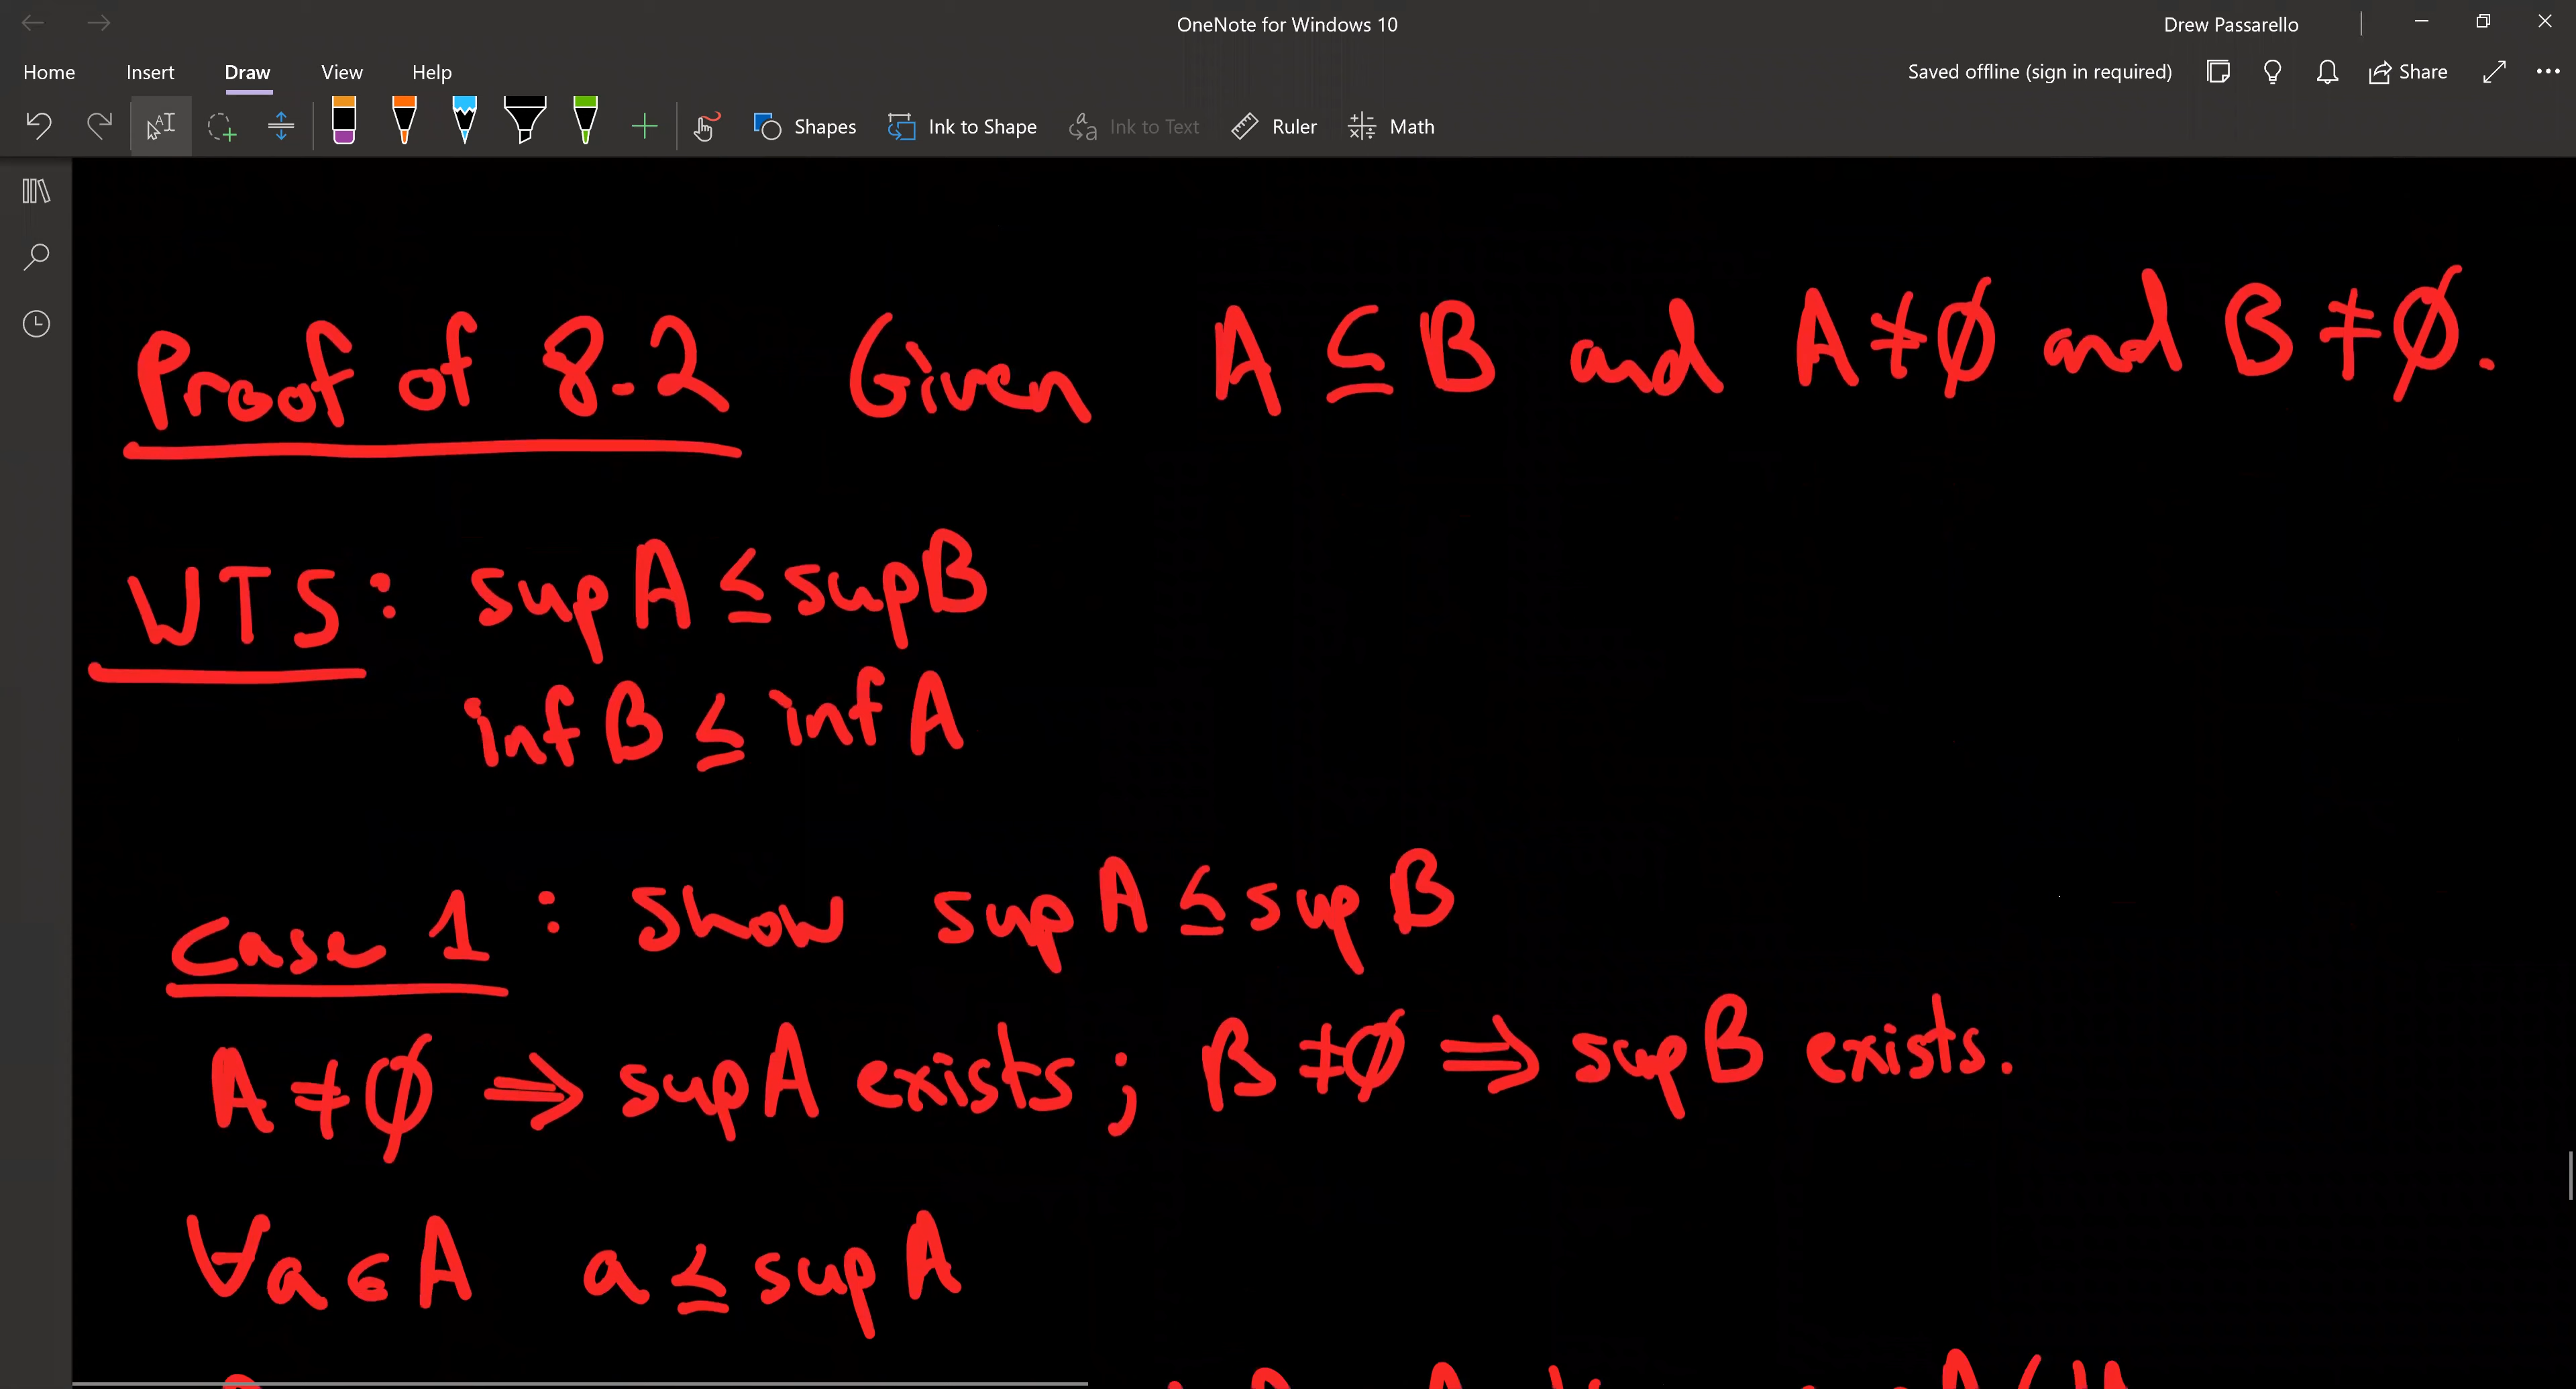 OneNote for Windows 10
Drew Passarello
Home Insert Draw View Help
Saved offline (sign in required) Share
Shapes Ink to Shape Ink to Text Ruler Math
Proof of 8.2 Given A ⊆ B and A ≠ ∅ and B ≠ ∅.
WTS: sup A ≤ sup B
inf B ≤ inf A
Case 1: Show sup A ≤ sup B
A ≠ ∅ ⇒ sup A exists; B ≠ ∅ ⇒ sup B exists.
∀a ∈ A a ≤ sup A